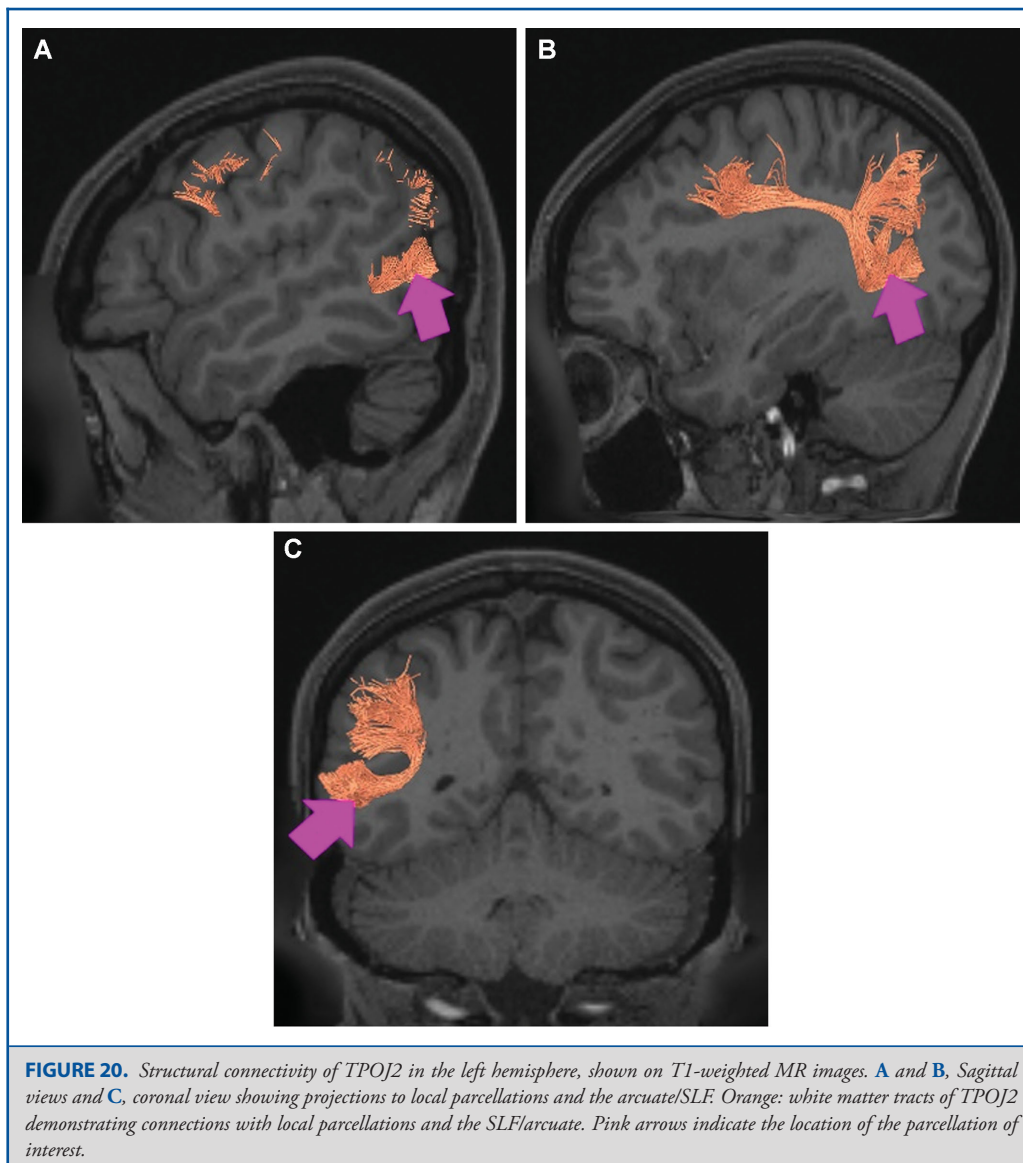 A
B
C
FIGURE 20. Structural connectivity of TPOJ2 in the left hemisphere, shown on T1-weighted MR images. A and B, Sagittal
views and C, coronal view showing projections to local parcellations and the arcuate/SLF. Orange: white matter tracts of TPOJ2
demonstrating connections with local parcellations and the SLF/arcuate. Pink arrows indicate the location of the parcellation of
interest.